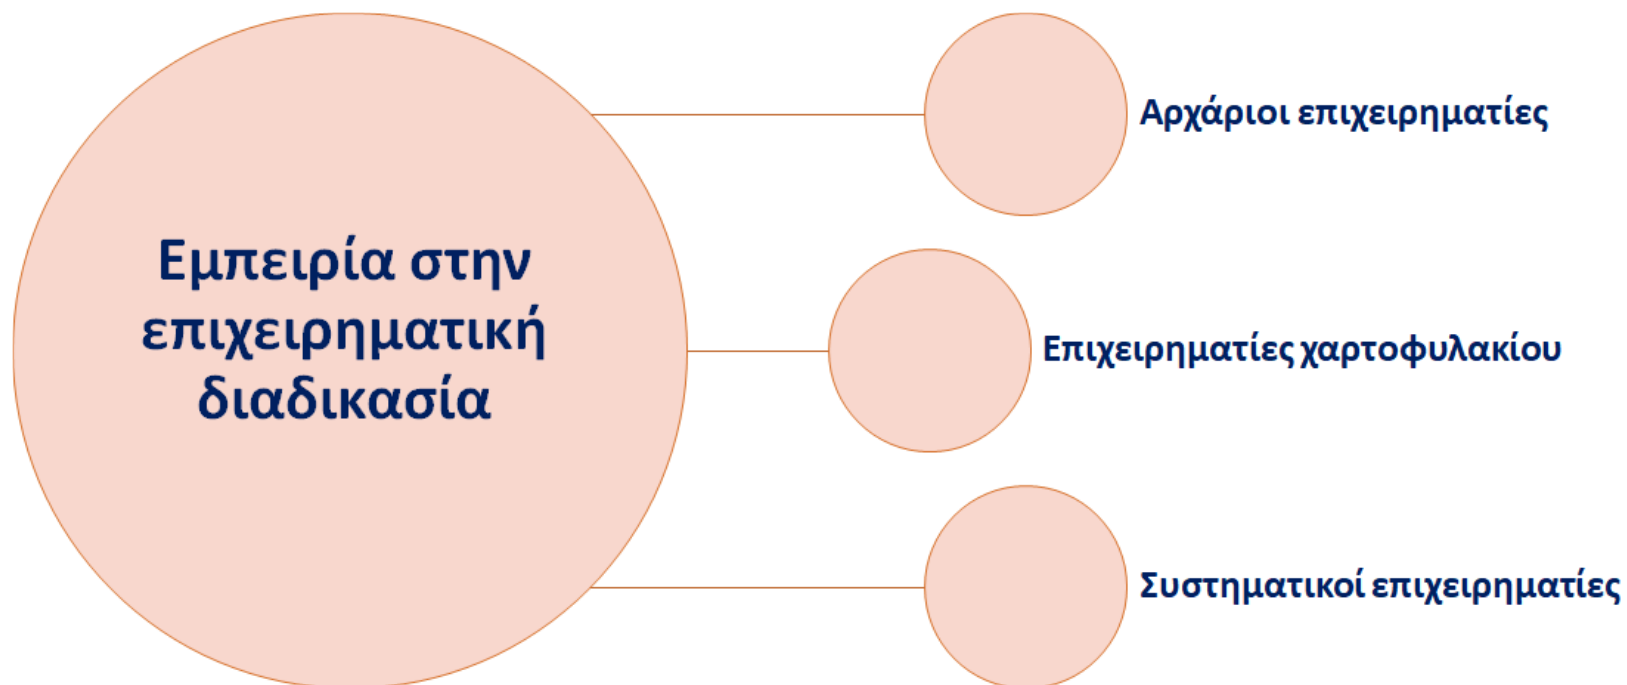 Εμπειρία στην
επιχειρηματική
διαδικασία
Αρχάριοι επιχειρηματίες
Επιχειρηματίες χαρτοφυλακίου
Συστηματικοί επιχειρηματίες